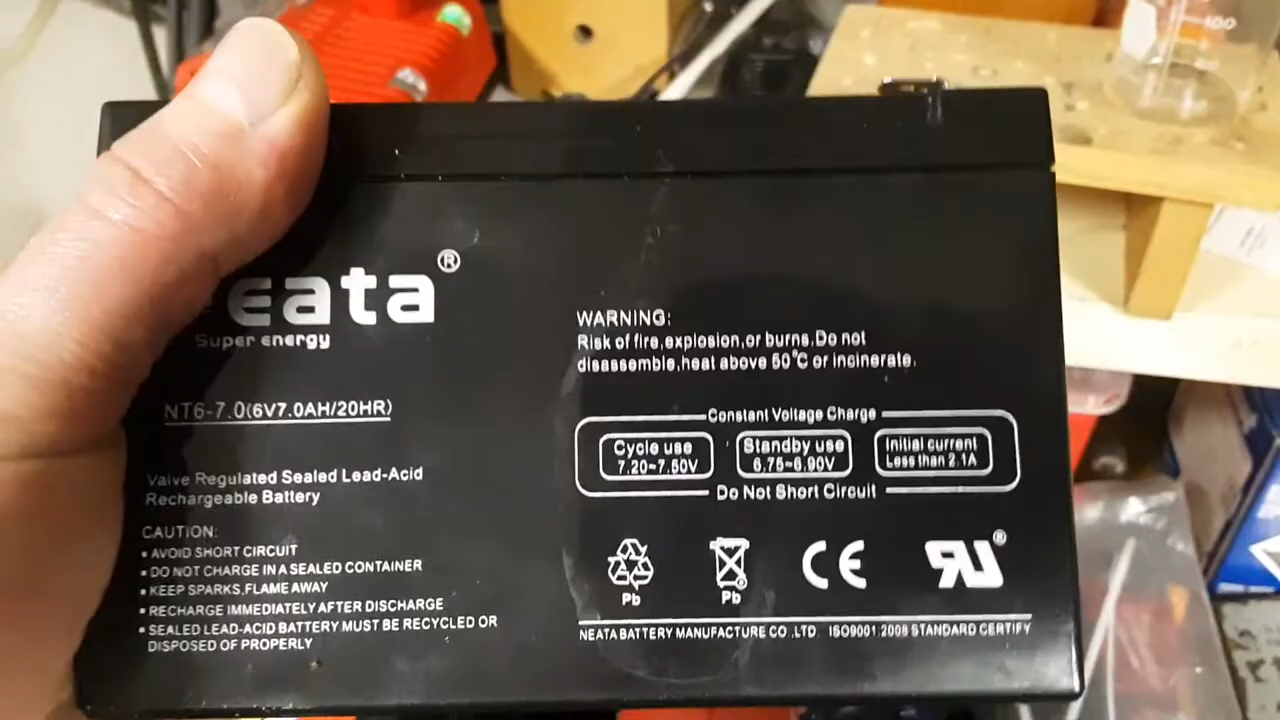 eata®
Super energy
NT6-7.0(6V7.0AH/20HR)
Valve Regulated Sealed Lead-Acid
Rechargeable Battery
CAUTION:
• AVOID SHORT CIRCUIT
• DO NOT CHARGE IN A SEALED CONTAINER
• KEEP SPARKS,FLAME AWAY
• RECHARGE IMMEDIATELY AFTER DISCHARGE
• SEALED LEAD-ACID BATTERY MUST BE RECYCLED OR
DISPOSED OF PROPERLY
WARNING:
Risk of fire,explosion,or burns.Do not
disassemble,heat above 50°C or incinerate.
Constant Voltage Charge
Cycle use
7.20~7.50V
Standby use
6.75~6.90V
Initial current
Less than 2.1A
Do Not Short Circuit
Pb
Pb
CE
RU®
NEATA BATTERY MANUFACTURE CO.,LTD. ISO9001:2008 STANDARD CERTIFY
100